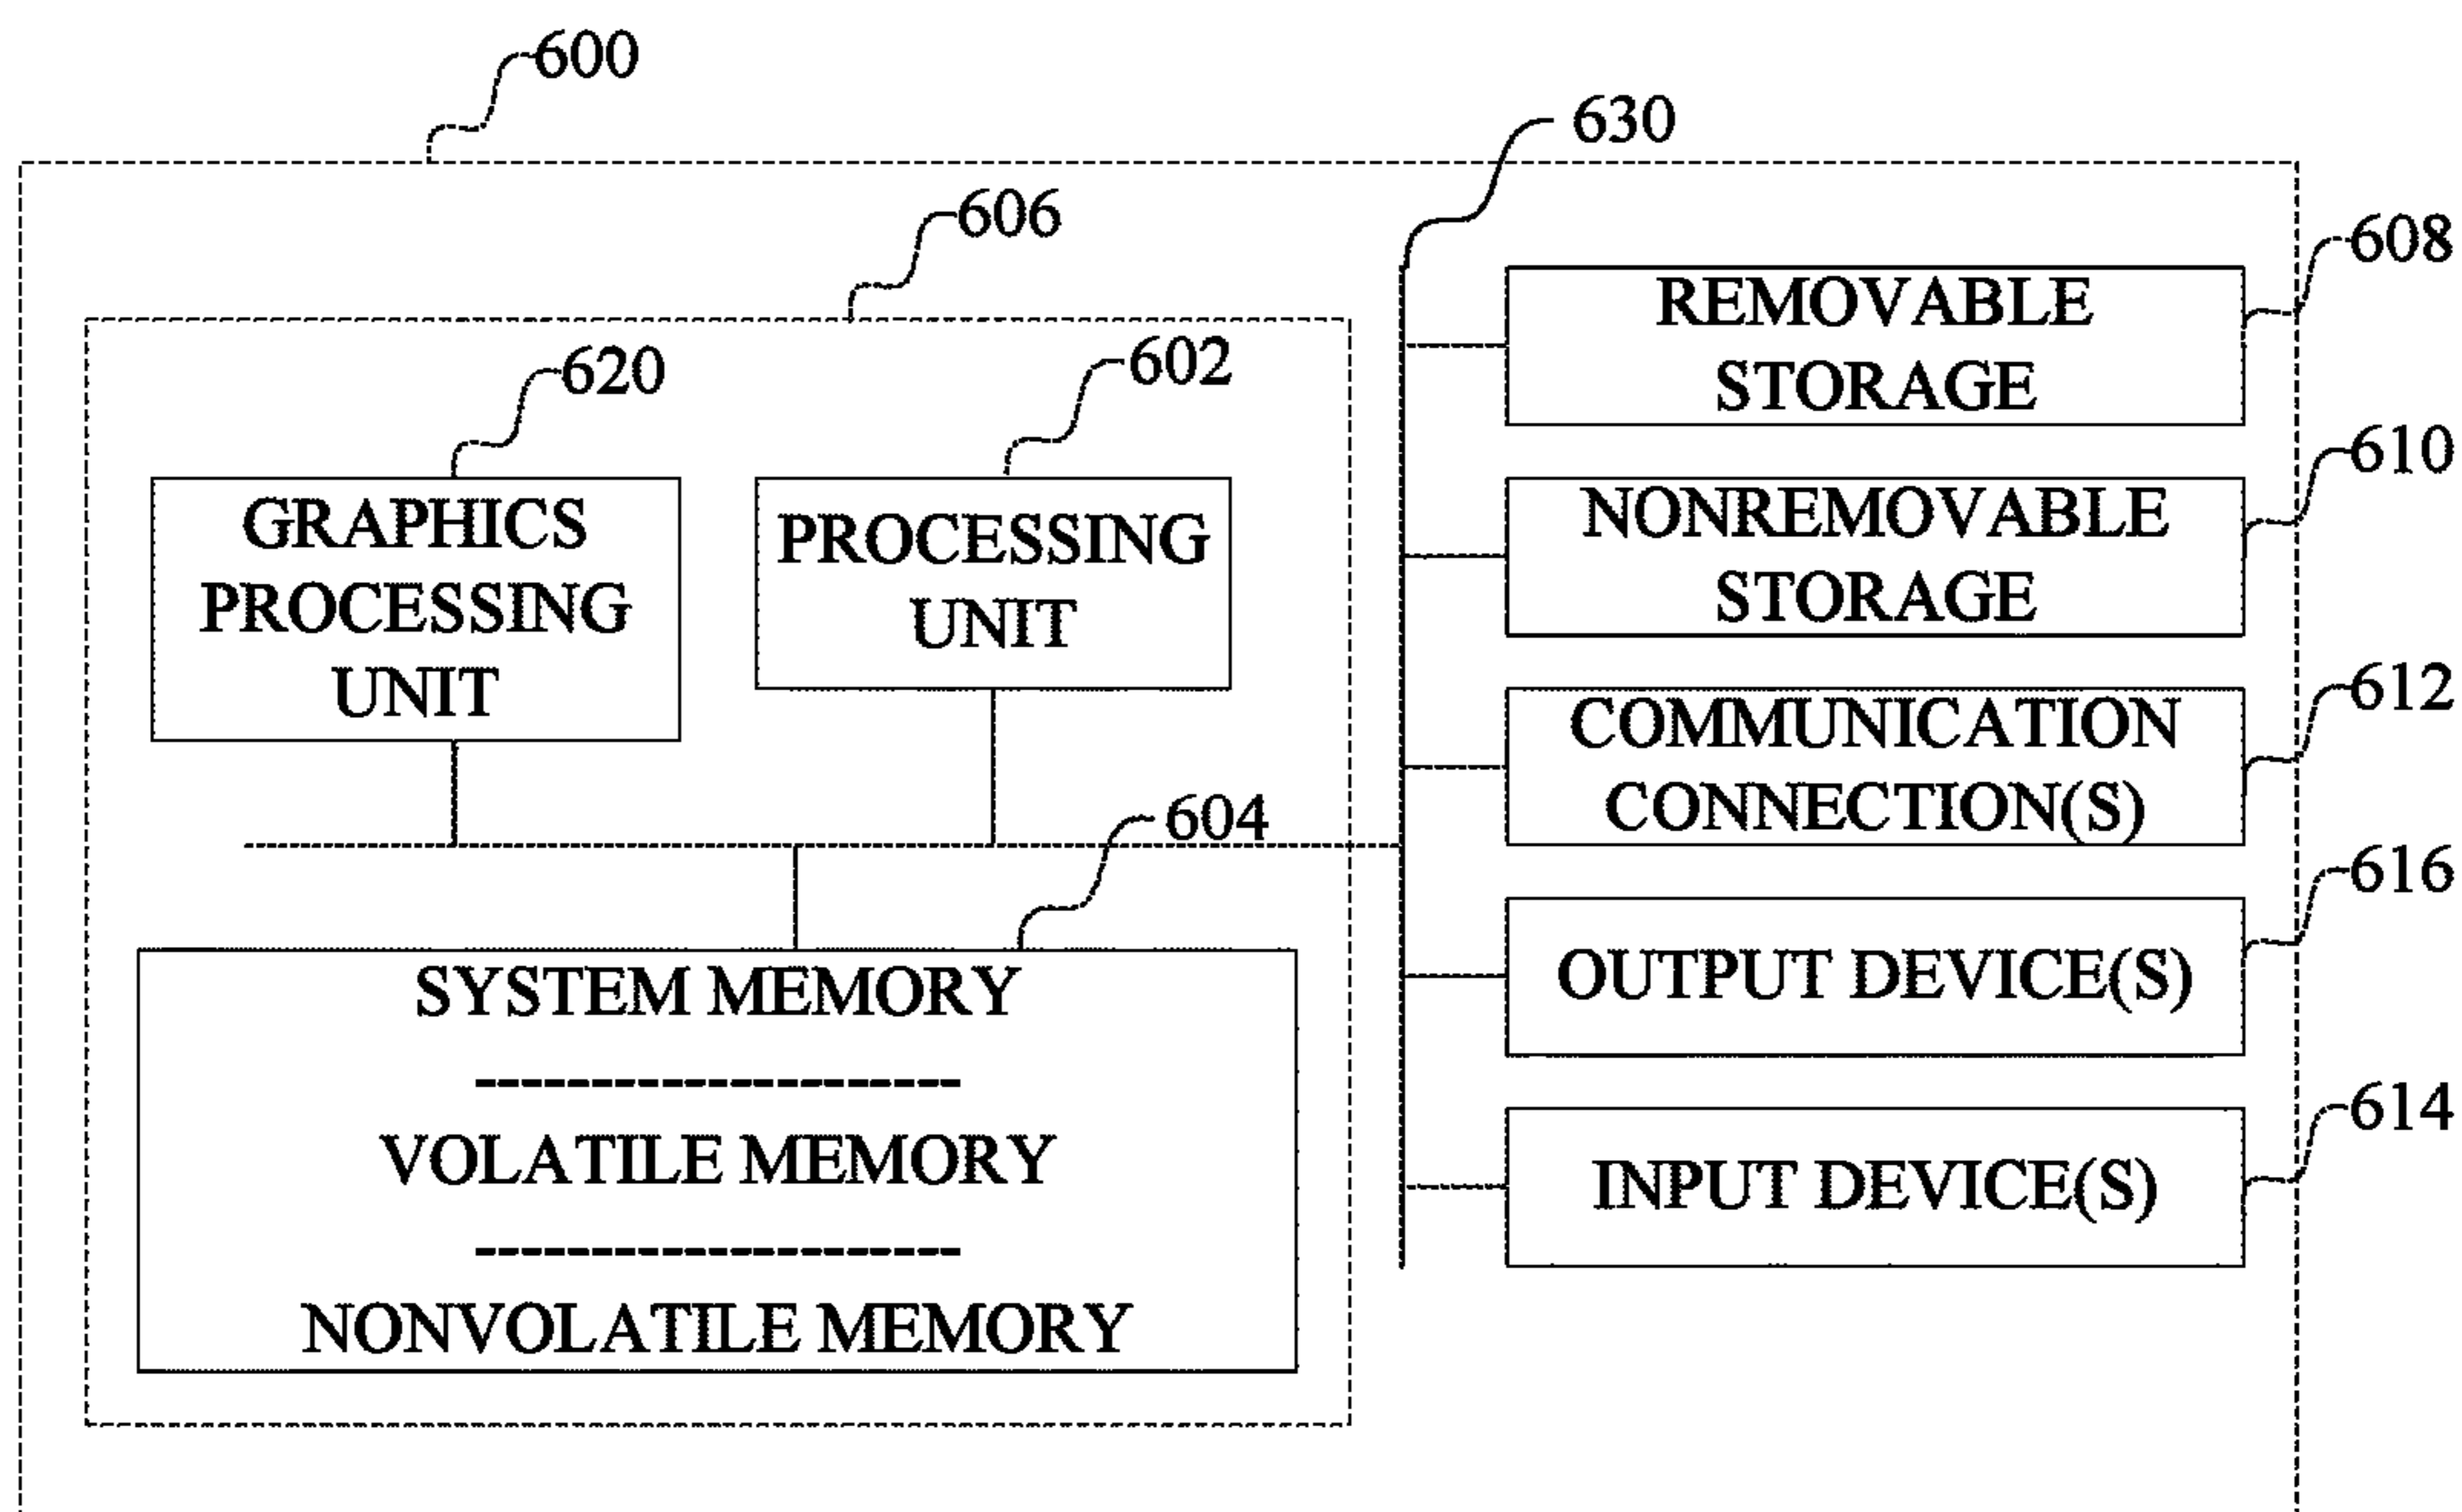 600
630
606
608
REMOVABLE
STORAGE
620
602
610
GRAPHICS
PROCESSING
UNIT
PROCESSING
UNIT
NONREMOVABLE
STORAGE
612
COMMUNICATION
CONNECTION(S)
604
616
SYSTEM MEMORY
---------------------
VOLATILE MEMORY
---------------------
NONVOLATILE MEMORY
OUTPUT DEVICE(S)
614
INPUT DEVICE(S)